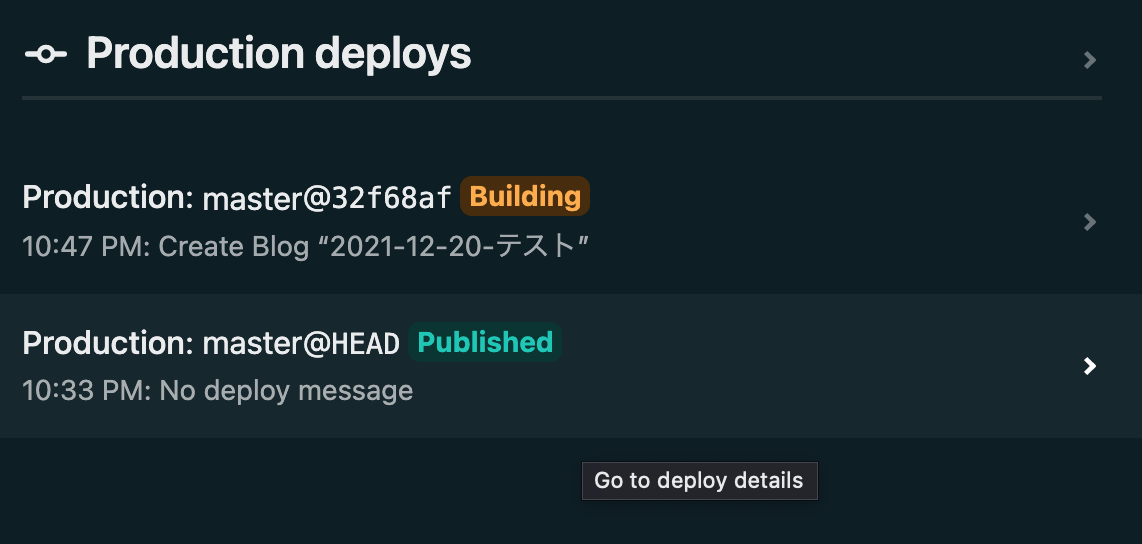 Production deploys
Production: master@32f68af Building
10:47 PM: Create Blog “2021-12-20-テスト”
Production: master@HEAD Published
10:33 PM: No deploy message
Go to deploy details